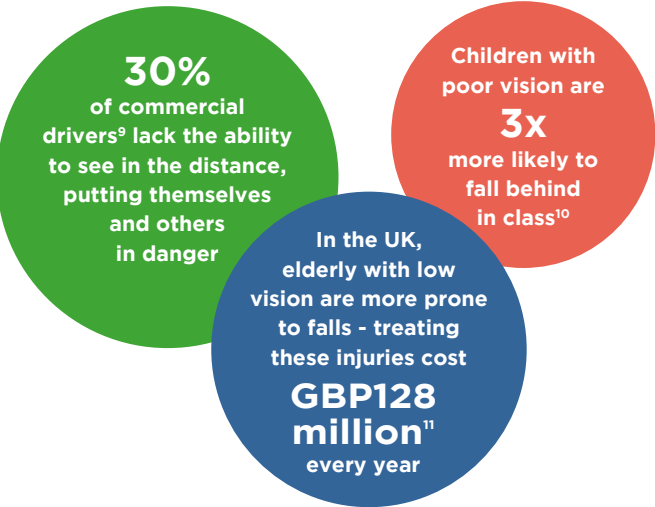 30%
of commercial
drivers⁹ lack the ability
to see in the distance,
putting themselves
and others
in danger
Children with
poor vision are
3x
more likely to
fall behind
in class¹⁰
In the UK,
elderly with low
vision are more prone
to falls - treating
these injuries cost
GBP128
million¹¹
every year